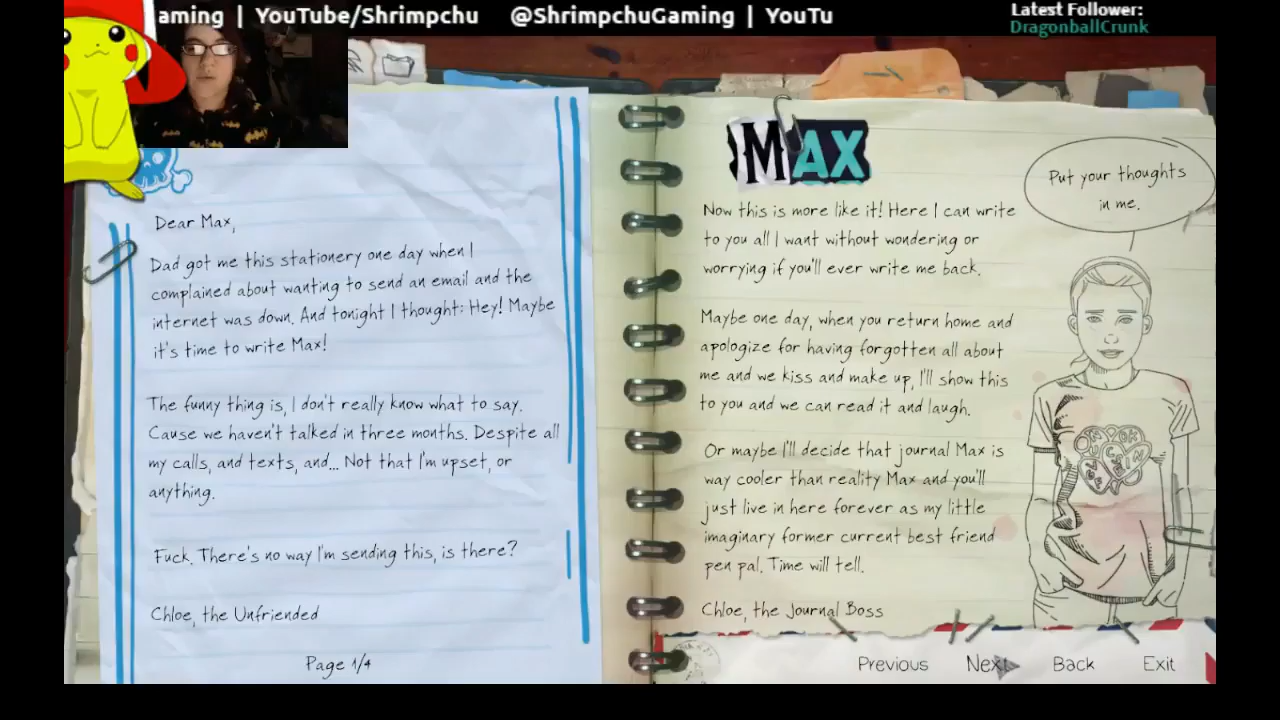 aming | YouTube/Shrimpchu @ShrimpchuGaming | YouTu
Latest Follower:
DragonballCrunk
Dear Max,
Dad got me this stationery one day when I
complained about wanting to send an email and the
internet was down. And tonight I thought: Hey! Maybe
it's time to write Max!
The funny thing is, I don't really know what to say.
Cause we haven't talked in three months. Despite all
my calls, and texts, and... Not that I'm upset, or
anything.
Fuck. There's no way I'm sending this, is there?
Chloe, the Unfriended
Page 1/4
MAX
Now this is more like it! Here I can write
to you all I want without wondering or
worrying if you'll ever write me back.
Maybe one day, when you return home and
apologize for having forgotten all about
me and we kiss and make up, I'll show this
to you and we can read it and laugh.
Or maybe I'll decide that journal Max is
way cooler than reality Max and you'll
just live in here forever as my little
imaginary former current best friend
pen pal. Time will tell.
Chloe, the Journal Boss
Put your thoughts
in me.
Previous Next Back Exit